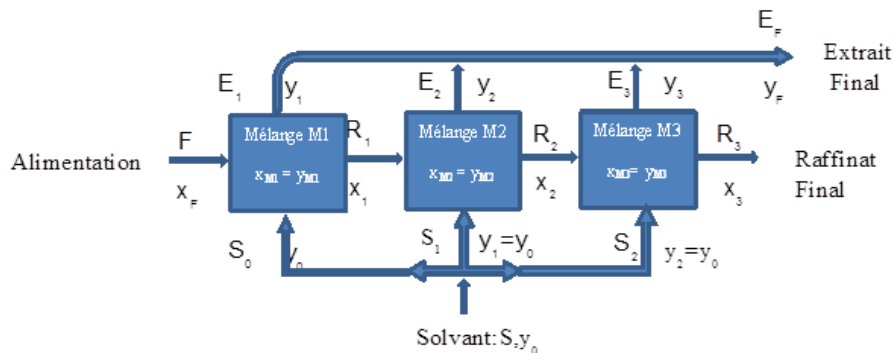 E_F
Extrait
Final
E_1 y_1 E_2 y_2 E_3 y_3 y_F
Mélange M1 Mélange M2 Mélange M3
F R_1 R_2 R_3
Alimentation Raffinat
Final
x_M1 = y_M1 x_M2 = y_M2 x_M3 = y_M3
x_F x_1 x_2 x_3
S_0 y_0 S_1 y_1=y_0 S_2 y_2=y_0
Solvant: S,y_0